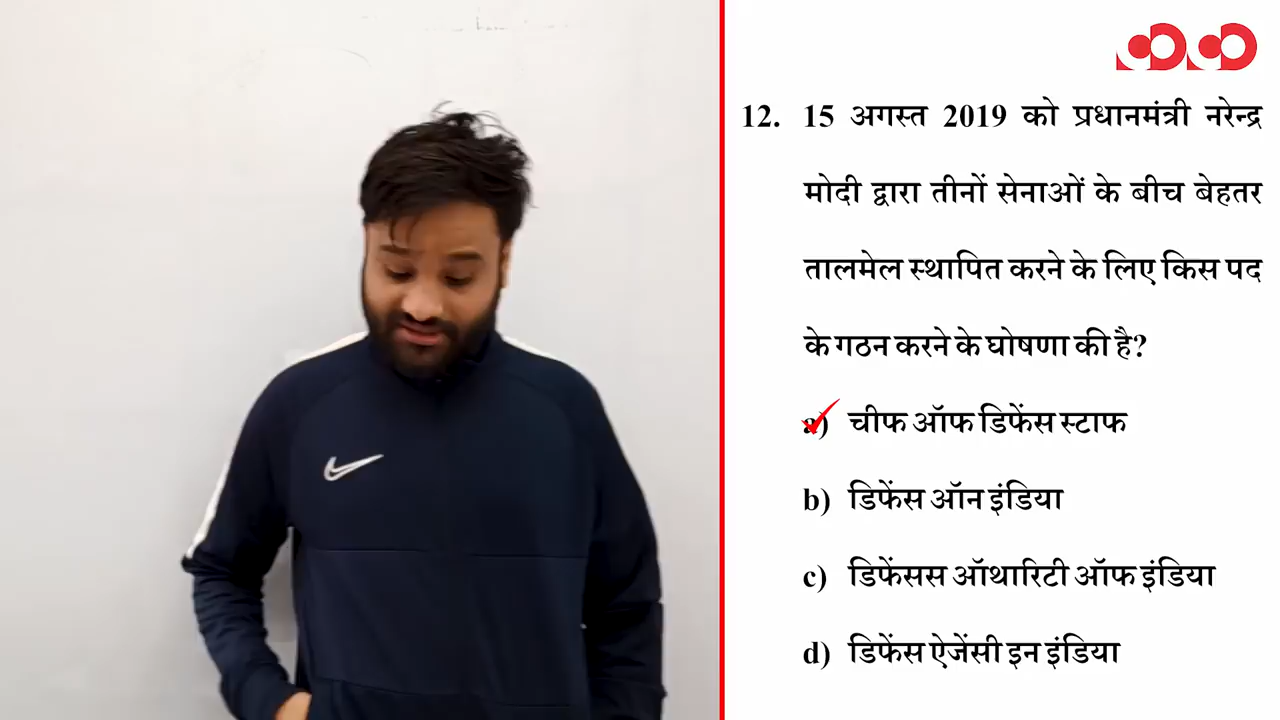 12. 15 अगस्त 2019 को प्रधानमंत्री नरेन्द्र
मोदी द्वारा तीनों सेनाओं के बीच बेहतर
तालमेल स्थापित करने के लिए किस पद
के गठन करने के घोषणा की है?
a) चीफ ऑफ डिफेंस स्टाफ
b) डिफेंस ऑन इंडिया
c) डिफेंसस ऑथारिटी ऑफ इंडिया
d) डिफेंस ऐजेंसी इन इंडिया